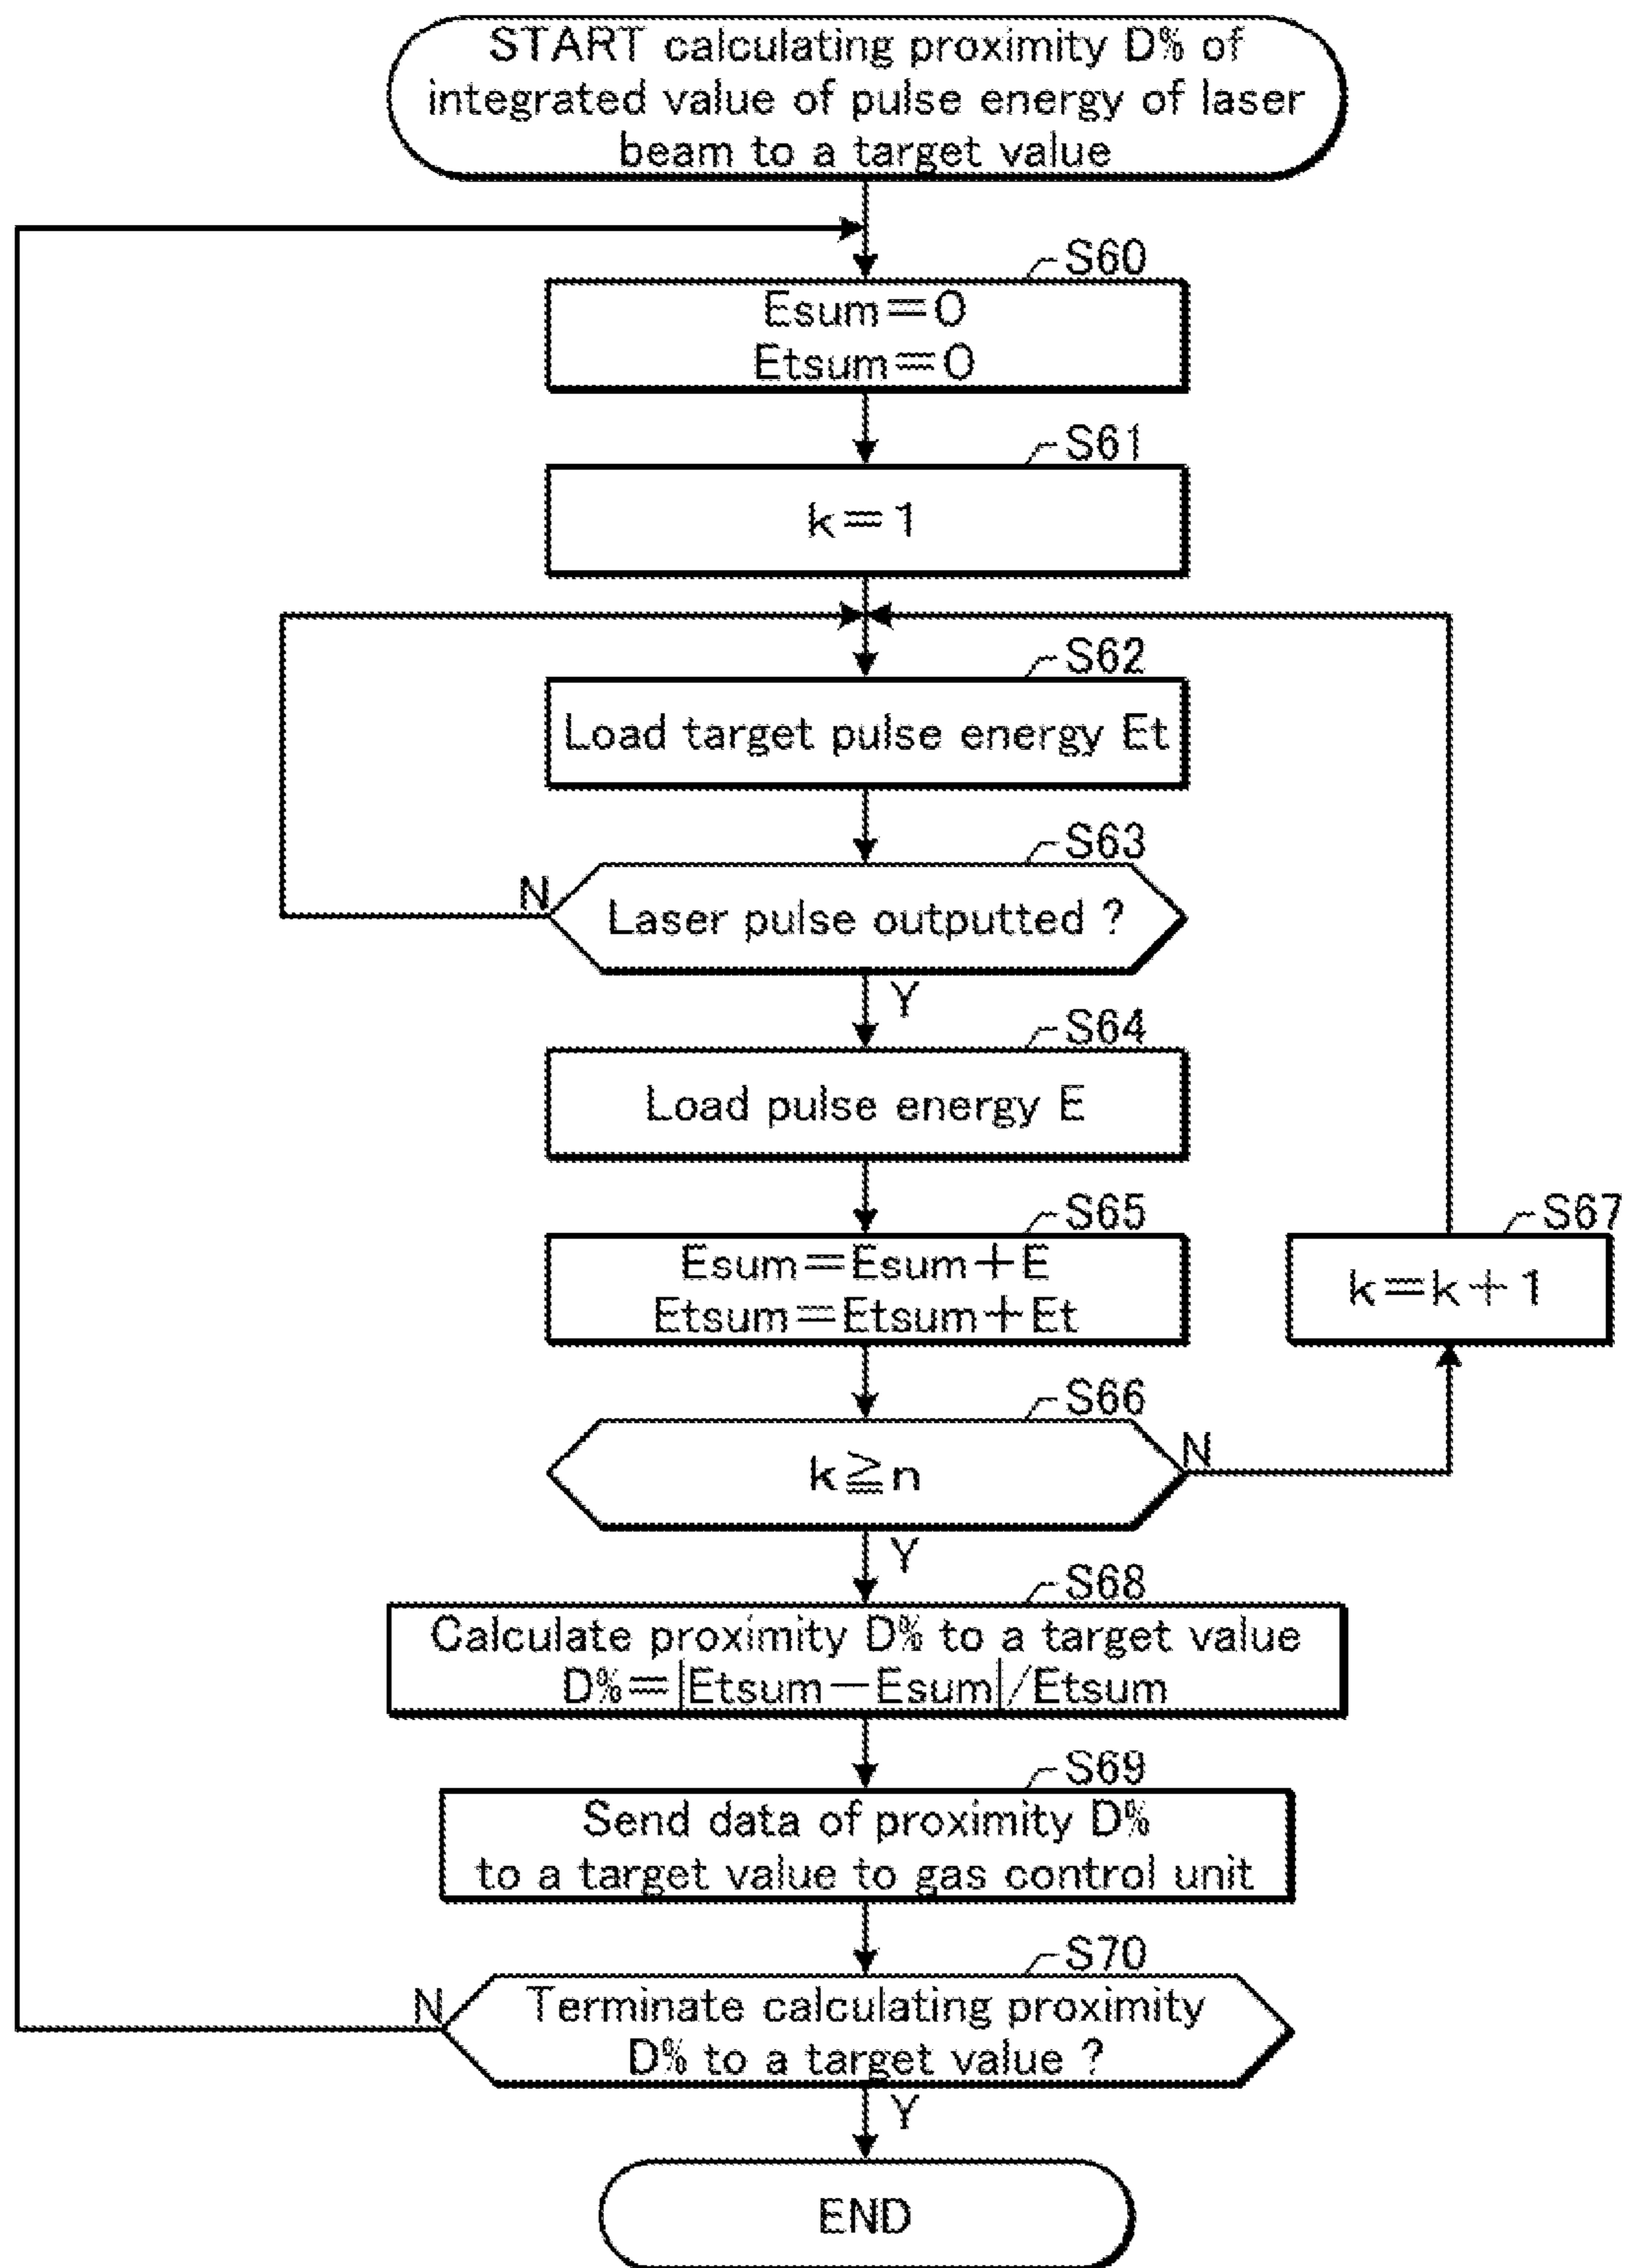 START calculating proximity D% of
integrated value of pulse energy of laser
beam to a target value
S60
Esum=0
Etsum=0
S61
k=1
S62
Load target pulse energy Et
S63
N
Laser pulse outputted ?
Y
S64
Load pulse energy E
S65
Esum=Esum+E
Etsum=Etsum+Et
S67
k=k+1
S66
k≧n
N
Y
S68
Calculate proximity D% to a target value
D%=|Etsum−Esum|/Etsum
S69
Send data of proximity D%
to a target value to gas control unit
S70
N
Terminate calculating proximity
D% to a target value ?
Y
END